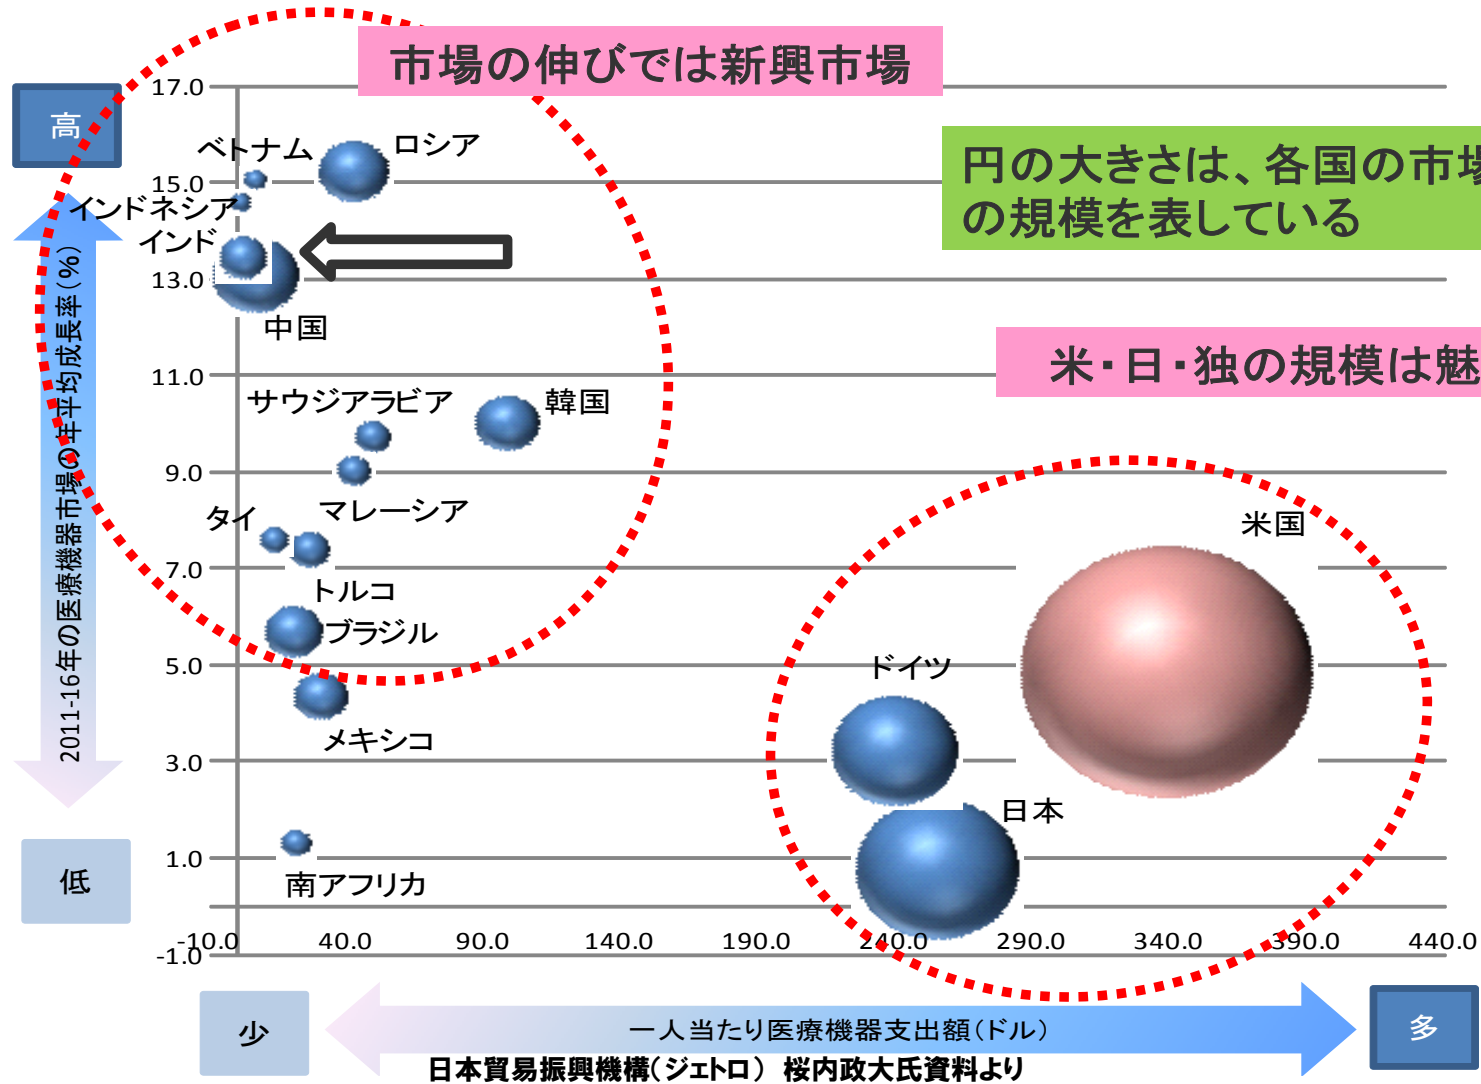 市場の伸びでは新興市場
17.0
高
ベトナム
ロシア
円の大きさは、各国の市場
の規模を表している
15.0
インドネシア
インド
13.0
中国
米・日・独の規模は魅
11.0
サウジアラビア
韓国
9.0
マレーシア
タイ
米国
7.0
トルコ
ブラジル
5.0
ドイツ
メキシコ
3.0
日本
1.0
南アフリカ
低
2011-16年の医療機器市場の年平均成長率(%)
-10.0 40.0 90.0 140.0 190.0 240.0 290.0 340.0 390.0 440.0
-1.0
少
一人当たり医療機器支出額(ドル)
多
日本貿易振興機構(ジェトロ) 桜内政大氏資料より